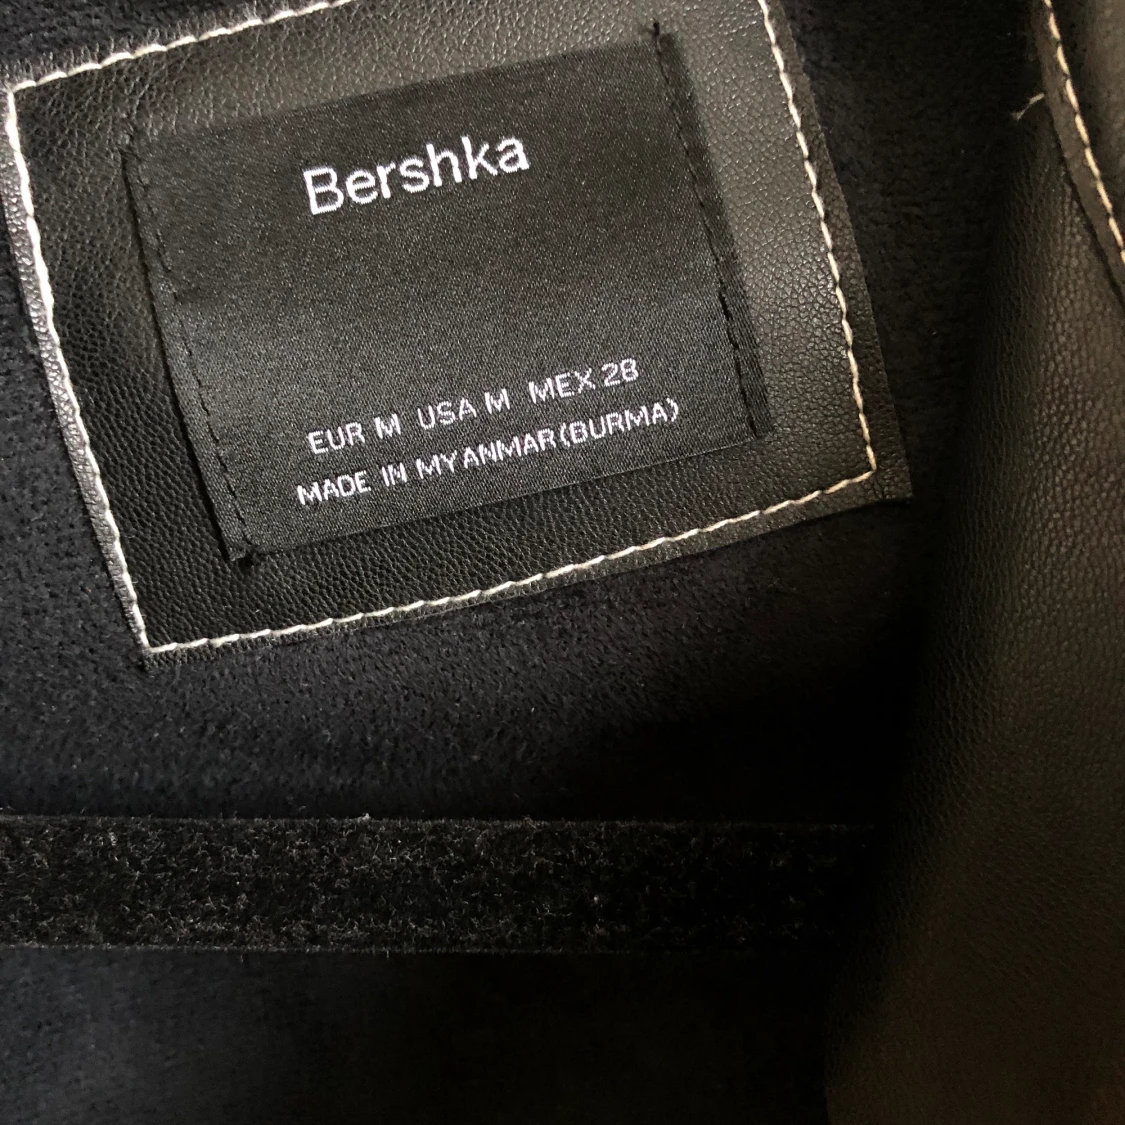 Bershka
EUR M USA M MEX 28
MADE IN MYANMAR(BURMA)